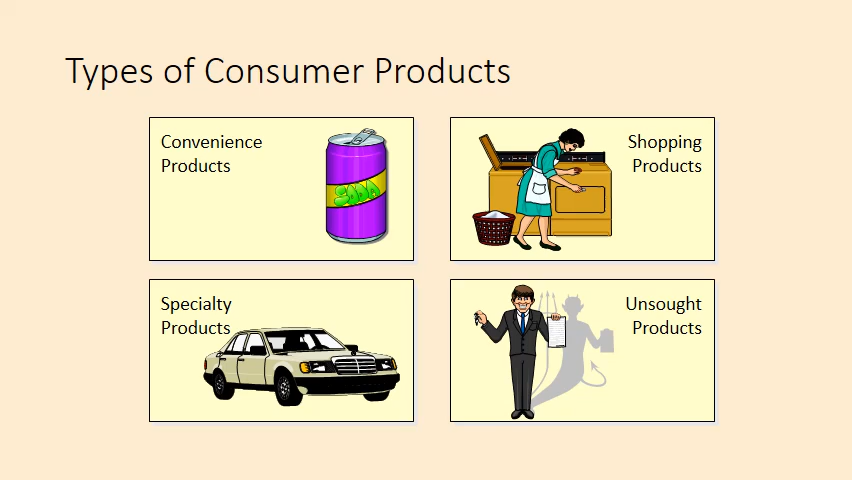 Types of Consumer Products
Convenience
Products
SODA
Shopping
Products
Specialty
Products
Unsought
Products